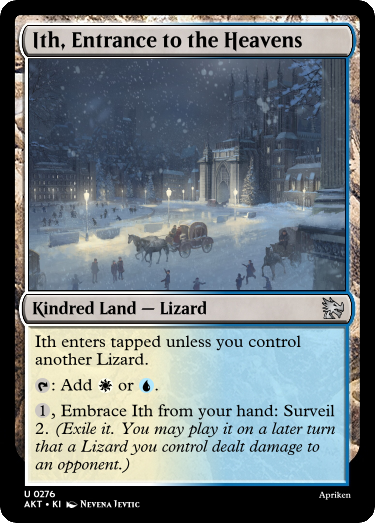 Ith, Entrance to the Heavens
Kindred Land — Lizard
Ith enters tapped unless you control
another Lizard.
: Add or .
1, Embrace Ith from your hand: Surveil
2. (Exile it. You may play it on a later turn
that a Lizard you control dealt damage to
an opponent.)
U 0276
AKT • KI Nevena Jevtic
Apriken